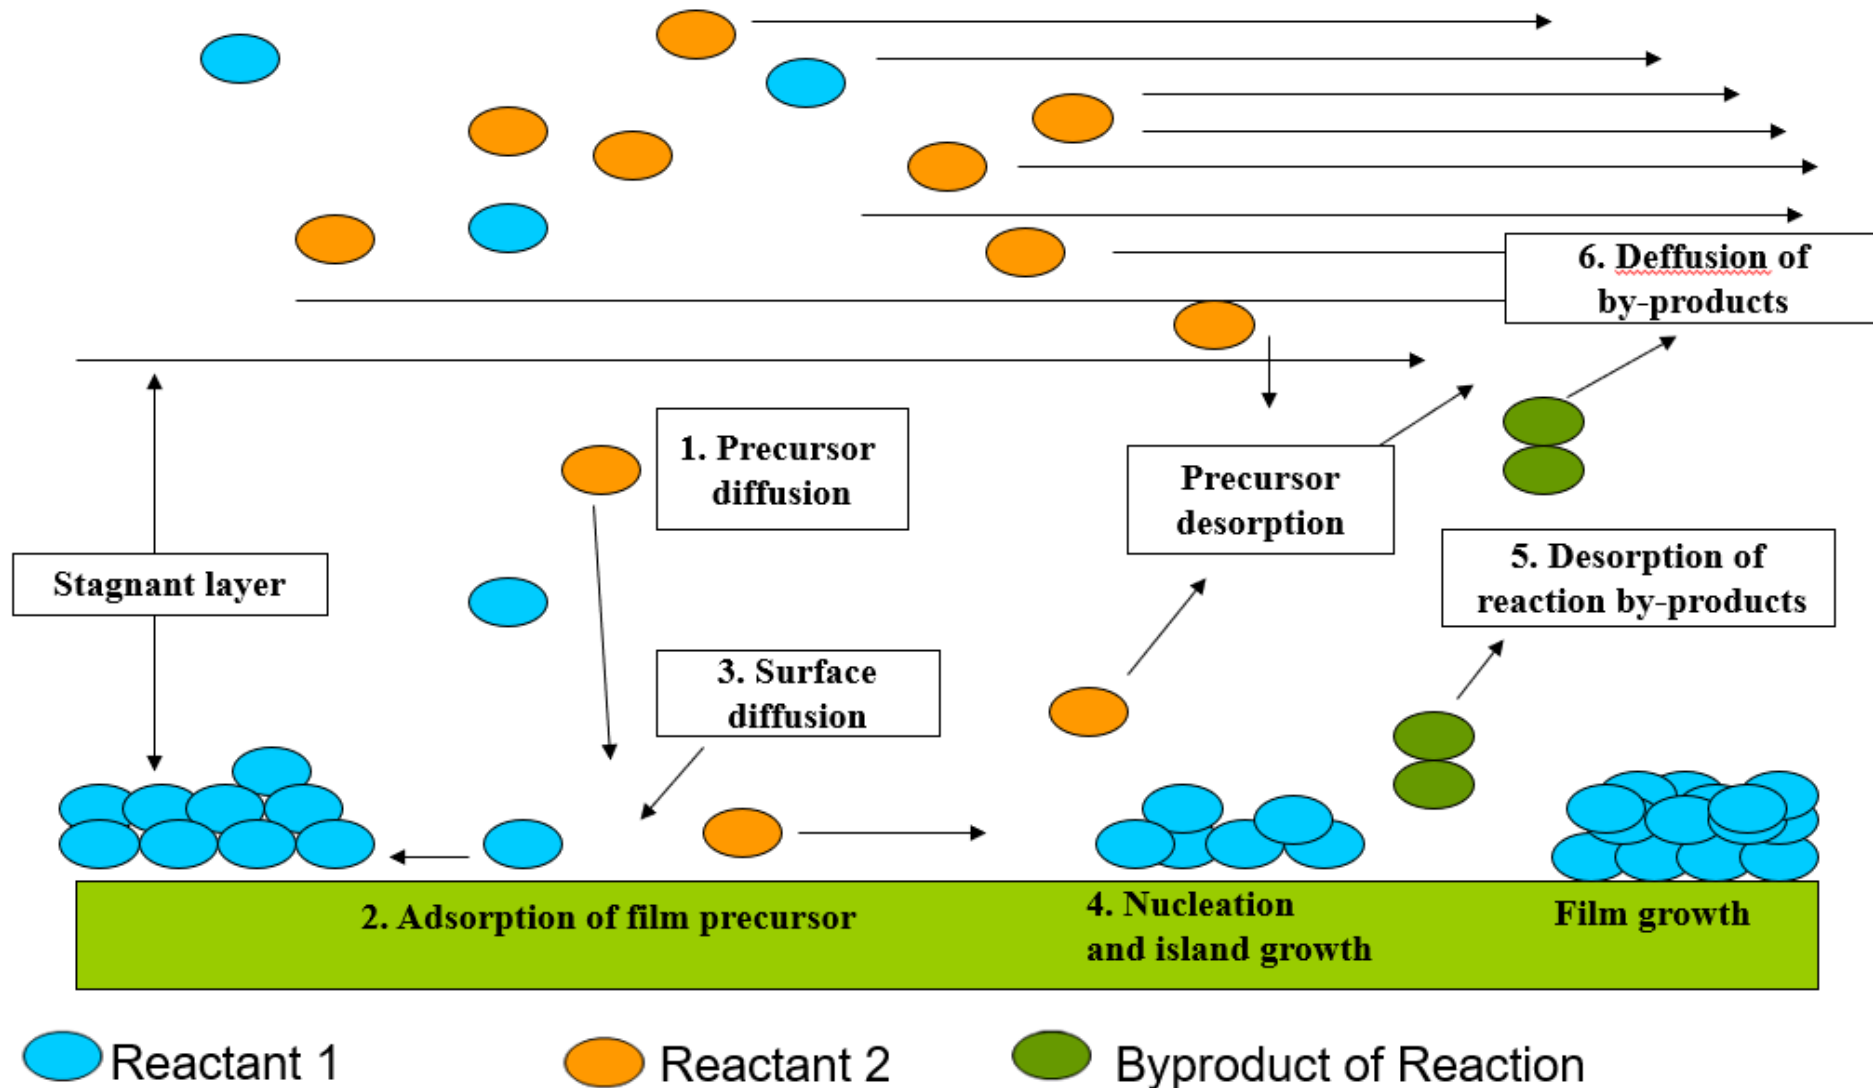 6. Deffusion of
by-products
1. Precursor
diffusion
Precursor
desorption
Stagnant layer
5. Desorption of
reaction by-products
3. Surface
diffusion
2. Adsorption of film precursor
4. Nucleation
and island growth
Film growth
Reactant 1
Reactant 2
Byproduct of Reaction